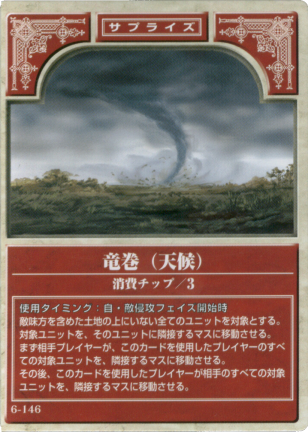 サプライズ
竜巻（天候）
消費チップ／3
使用タイミング：自・敵侵攻フェイス開始時
敵味方を含めた土地の上にいない全てのユニットを対象とする。
対象ユニットを、そのユニットに隣接するマスに移動させる。
まず相手プレイヤーが、このカードを使用したプレイヤーのすべ
ての対象ユニットを、隣接するマスに移動させる。
その後、このカードを使用したプレイヤーが相手のすべての対象
ユニットを、隣接するマスに移動させる。
6-146